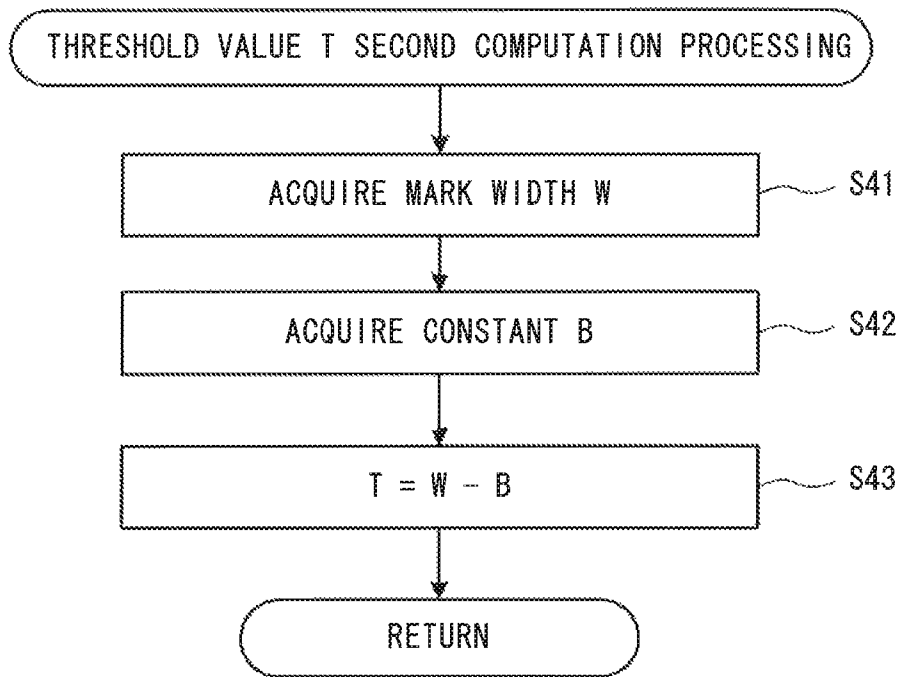 THRESHOLD VALUE T SECOND COMPUTATION PROCESSING
ACQUIRE MARK WIDTH W
S41
ACQUIRE CONSTANT B
S42
T = W - B
S43
RETURN